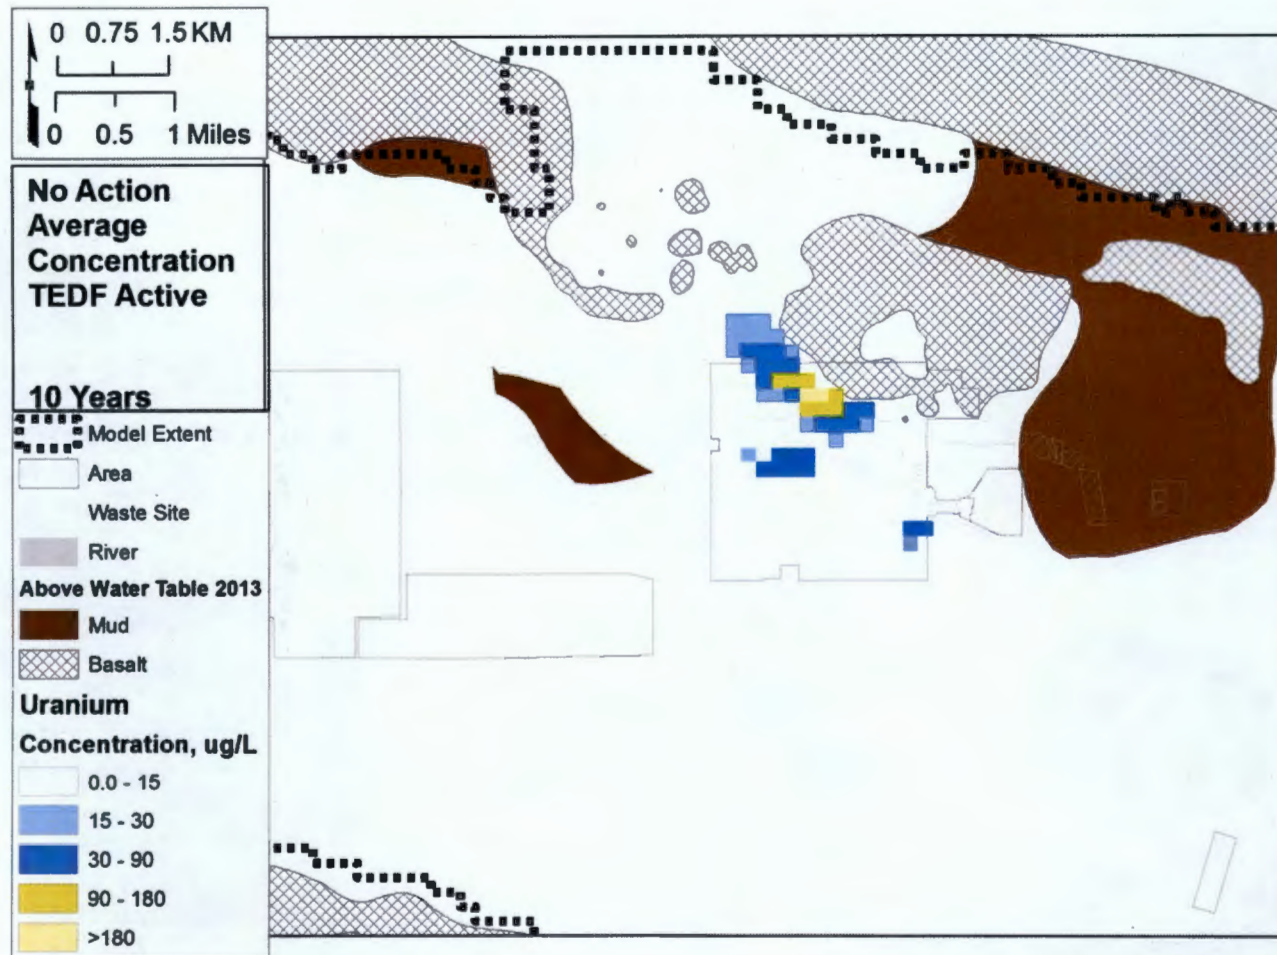 0 0.75 1.5 KM
0 0.5 1 Miles
No Action
Average
Concentration
TEDF Active
10 Years
Model Extent
Area
Waste Site
River
Above Water Table 2013
Mud
Basalt
Uranium
Concentration, ug/L
0.0 - 15
15 - 30
30 - 90
90 - 180
>180